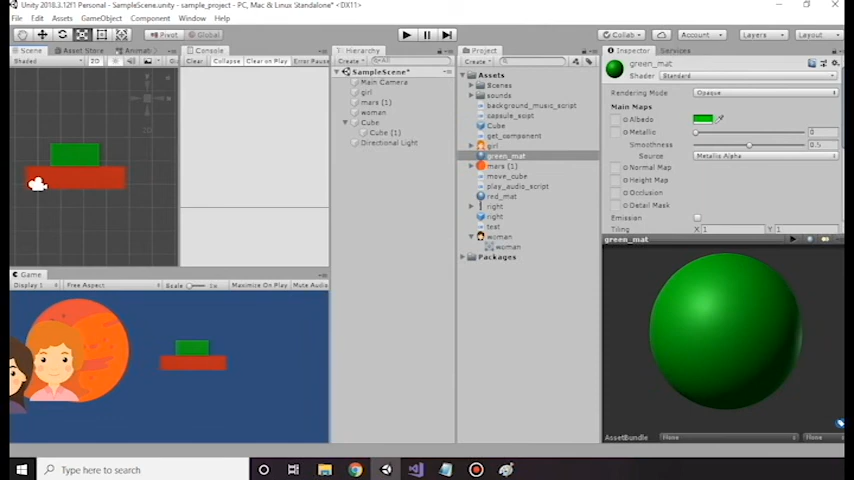 Unity 2018.3.12f1 Personal - SampleScene.unity - sample_project - PC, Mac & Linux Standalone* <DX11>
File Edit Assets GameObject Component Window Help
Pivot Global Collab Account Layers Layout
Scene Asset Store Animat
Shaded 2D
Console
Clear Collapse Clear on Play Error Pause
Hierarchy
Create All
SampleScene*
Main Camera
girl
mars (1)
woman
Cube
Cube (1)
Directional Light
Project
Create
Assets
Scenes
sounds
background_music_script
capsule_scipt
Cube
get_component
girl
green_mat
mars (1)
move_cube
play_audio_script
red_mat
right
right
test
woman
woman
Packages
Inspector Services
green_mat
Shader Standard
Rendering Mode Opaque
Main Maps
Albedo
Metallic 0
Smoothness 0.5
Source Metallic Alpha
Normal Map
Height Map
Occlusion
Detail Mask
Emission
Tiling X 1 Y 1
green_mat
AssetBundle None None
Game
Display 1 Free Aspect Scale 1x Maximize On Play Mute Audio
Type here to search